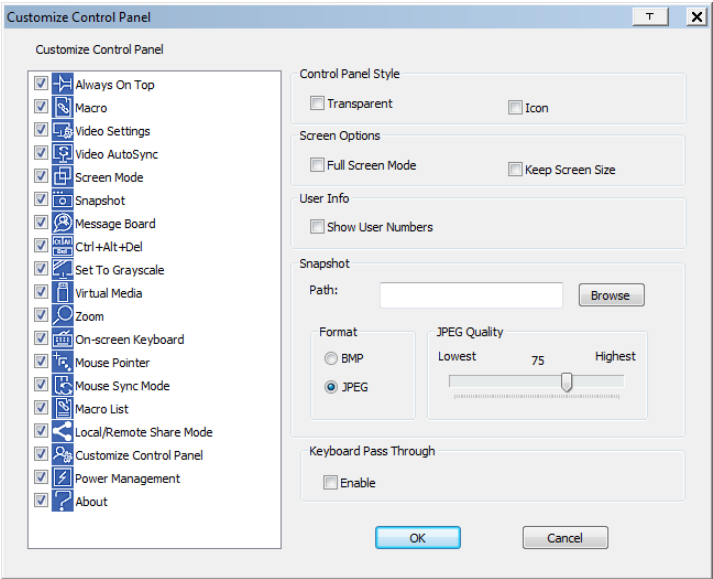 Customize Control Panel
Customize Control Panel
Always On Top
Macro
Video Settings
Video AutoSync
Screen Mode
Snapshot
Message Board
Ctrl+Alt+Del
Set To Grayscale
Virtual Media
Zoom
On-screen Keyboard
Mouse Pointer
Mouse Sync Mode
Macro List
Local/Remote Share Mode
Customize Control Panel
Power Management
About
Control Panel Style
Transparent
Icon
Screen Options
Full Screen Mode
Keep Screen Size
User Info
Show User Numbers
Snapshot
Path:
Browse
Format
BMP
JPEG
JPEG Quality
Lowest 75 Highest
Keyboard Pass Through
Enable
OK
Cancel